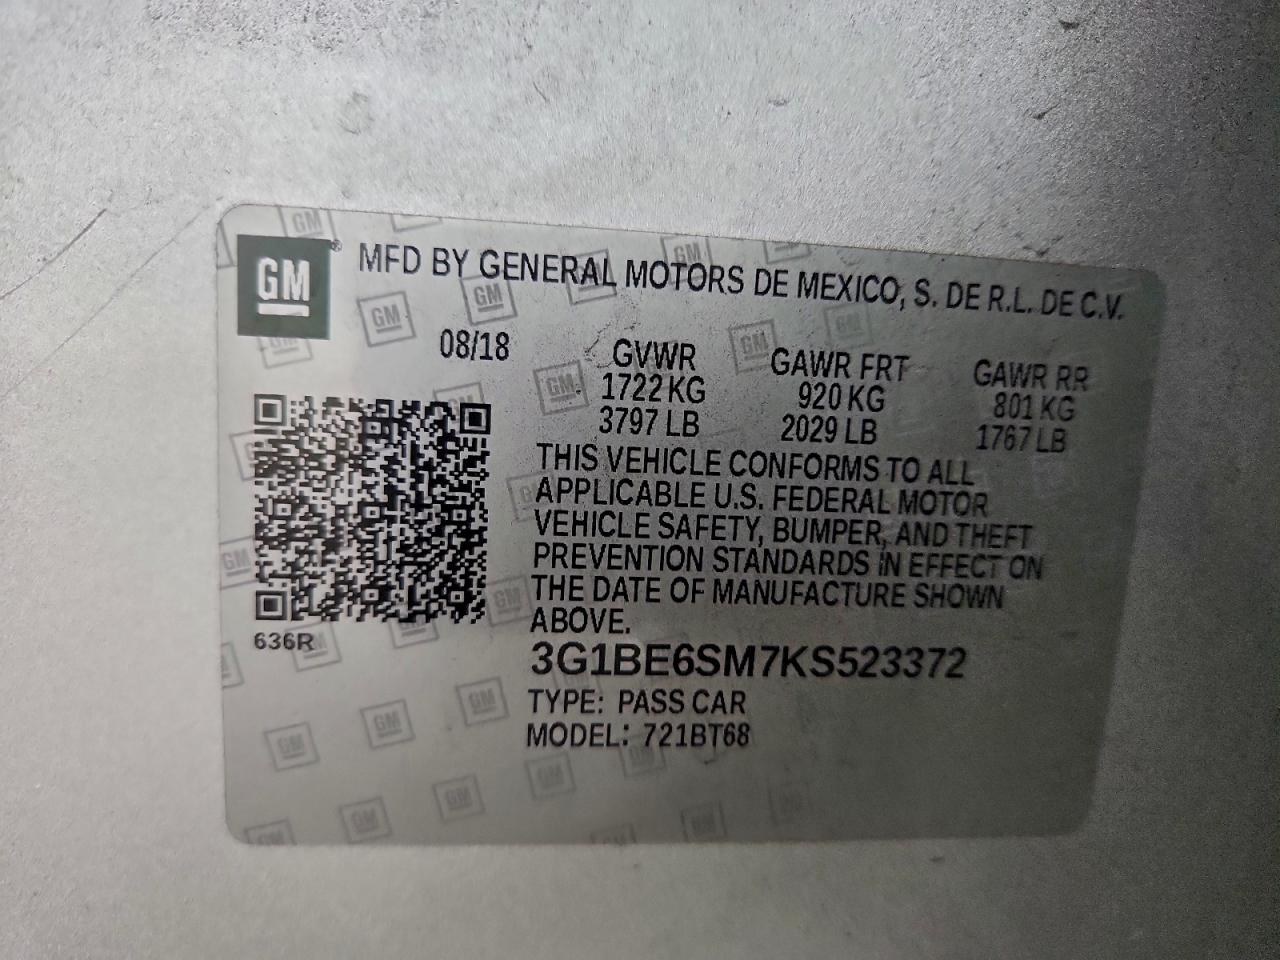 GM® MFD BY GENERAL MOTORS DE MEXICO, S. DE R.L. DE C.V.
08/18 GVWR GAWR FRT GAWR RR
1722 KG 920 KG 801 KG
3797 LB 2029 LB 1767 LB
THIS VEHICLE CONFORMS TO ALL
APPLICABLE U.S. FEDERAL MOTOR
VEHICLE SAFETY, BUMPER, AND THEFT
PREVENTION STANDARDS IN EFFECT ON
THE DATE OF MANUFACTURE SHOWN
ABOVE.
636R
3G1BE6SM7KS523372
TYPE: PASS CAR
MODEL: 721BT68